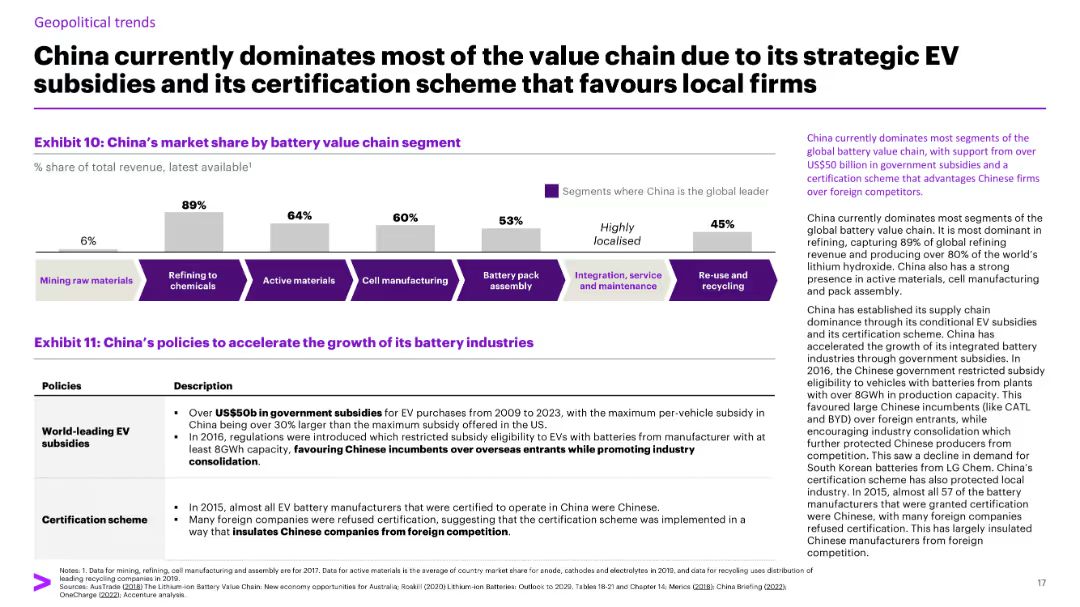 Geopolitical trends
China currently dominates most of the value chain due to its strategic EV
subsidies and its certification scheme that favours local firms
Exhibit 10: China's market share by battery value chain segment
% share of total revenue, latest available¹
Segments where China is the global leader
6%
89%
64%
60%
53%
Highly
localised
45%
Mining raw materials
Refining to
chemicals
Active materials
Cell manufacturing
Battery pack
assembly
Integration, service
and maintenance
Re-use and
recycling
Exhibit 11: China's policies to accelerate the growth of its battery industries
Policies
Description
World-leading EV
subsidies
▪ Over US$50b in government subsidies for EV purchases from 2009 to 2023, with the maximum per-vehicle subsidy in
China being over 30% larger than the maximum subsidy offered in the US.
▪ In 2016, regulations were introduced which restricted subsidy eligibility to EVs with batteries from manufacturer with at
least 8GWh capacity, favouring Chinese incumbents over overseas entrants while promoting industry
consolidation.
Certification scheme
▪ In 2015, almost all EV battery manufacturers that were certified to operate in China were Chinese.
▪ Many foreign companies were refused certification, suggesting that the certification scheme was implemented in a
way that insulates Chinese companies from foreign competition.
China currently dominates most segments of the
global battery value chain, with support from over
US$50 billion in government subsidies and a
certification scheme that advantages Chinese firms
over foreign competitors.
China currently dominates most segments of the
global battery value chain. It is most dominant in
refining, capturing 89% of global refining
revenue and producing over 80% of the world's
lithium hydroxide. China also has a strong
presence in active materials, cell manufacturing
and pack assembly.
China has established its supply chain
dominance through its conditional EV subsidies
and its certification scheme. China has
accelerated the growth of its integrated battery
industries through government subsidies. In
2016, the Chinese government restricted subsidy
eligibility to vehicles with batteries from plants
with over 8GWh in production capacity. This
favoured large Chinese incumbents (like CATL
and BYD) over foreign entrants, while
encouraging industry consolidation which
further protected Chinese producers from
competition. This saw a decline in demand for
South Korean batteries from LG Chem. China's
certification scheme has also protected local
industry. In 2015, almost all 57 of the battery
manufacturers that were granted certification
were Chinese, with many foreign companies
refused certification. This has largely insulated
Chinese manufacturers from foreign
competition.
Notes: 1. Data for mining, refining, cell manufacturing and assembly are for 2017. Data for active materials is the average of country market share for anode, cathodes and electrolytes in 2019, and data for recycling uses distribution of
leading recycling companies in 2019.
Sources: AusTrade (2018) The Lithium-ion Battery Value Chain: New economy opportunities for Australia; Roskill (2020) Lithium-ion Batteries: Outlook to 2029. Tables 18-21 and Chapter 14; Merics (2018); China Briefing (2022);
OneCharge (2022); Accenture analysis.
17